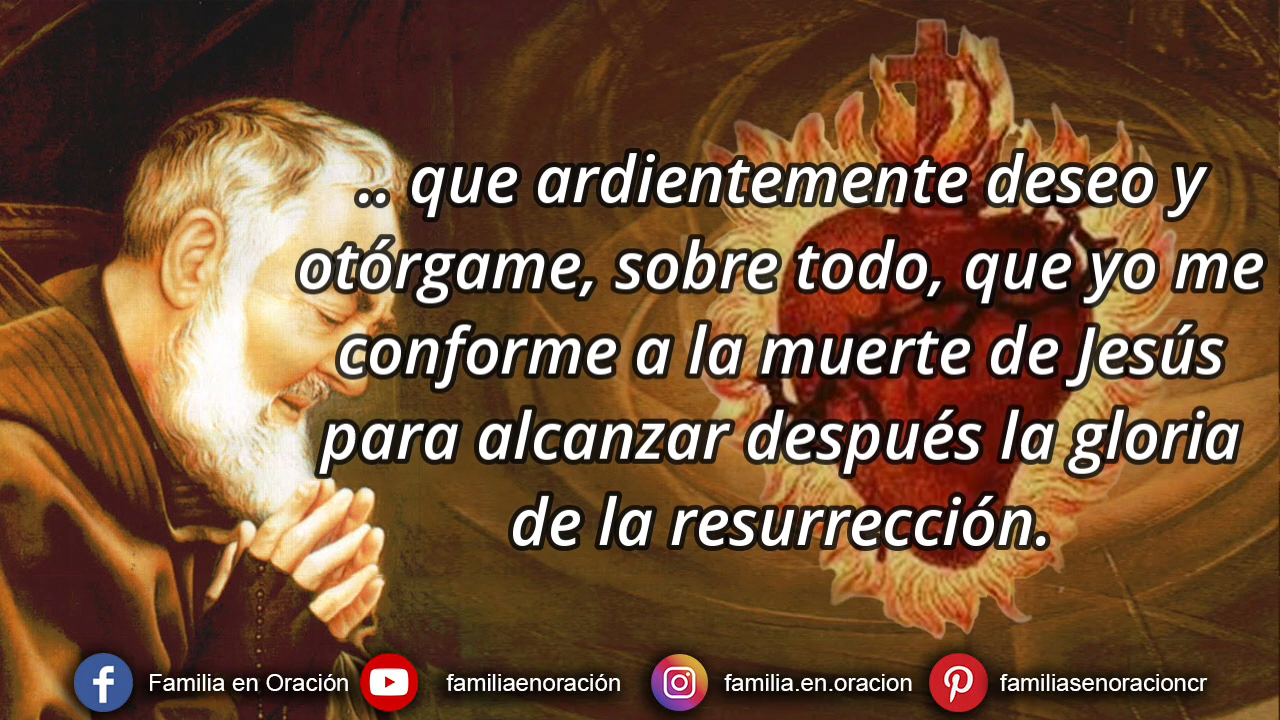 .. que ardientemente deseo y
otórgame, sobre todo, que yo me
conforme a la muerte de Jesús
para alcanzar después la gloria
de la resurrección.
Familia en Oración familiaenoración familia.en.oracion familiasenoracioncr